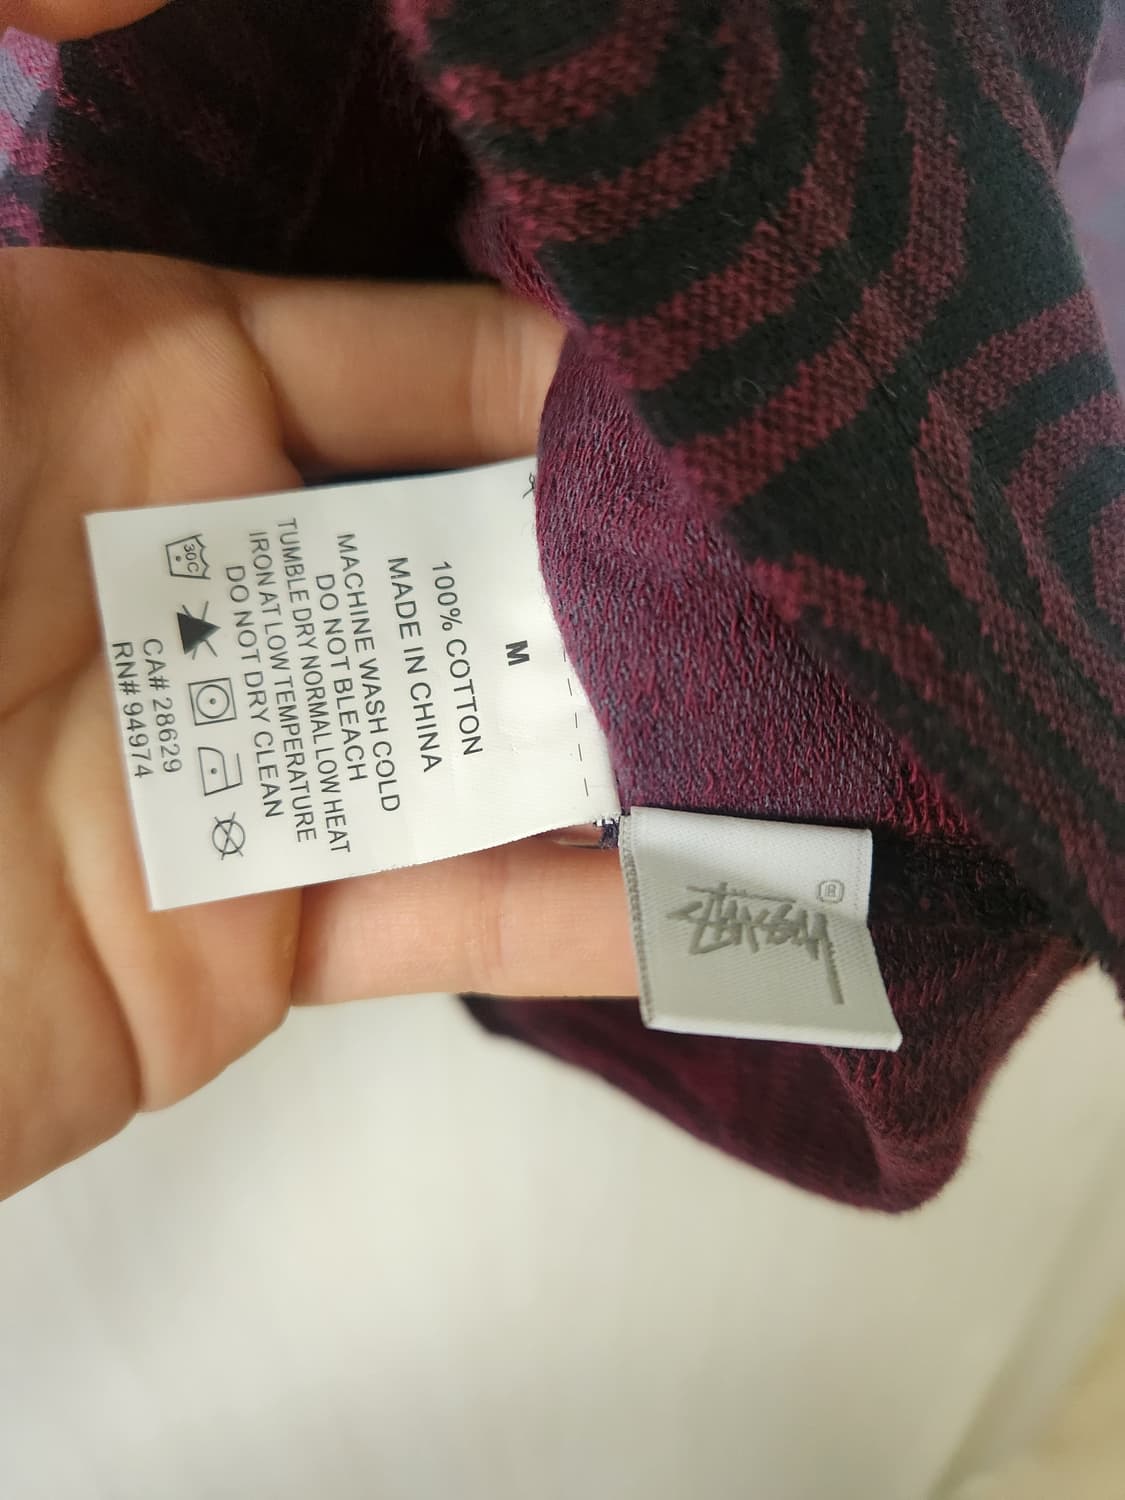 M
100% COTTON
MADE IN CHINA
MACHINE WASH COLD
DO NOT BLEACH
TUMBLE DRY NORMAL LOW HEAT
IRON AT LOW TEMPERATURE
DO NOT DRY CLEAN
30C
CA# 28629
RN# 94974
STÜSSY ®